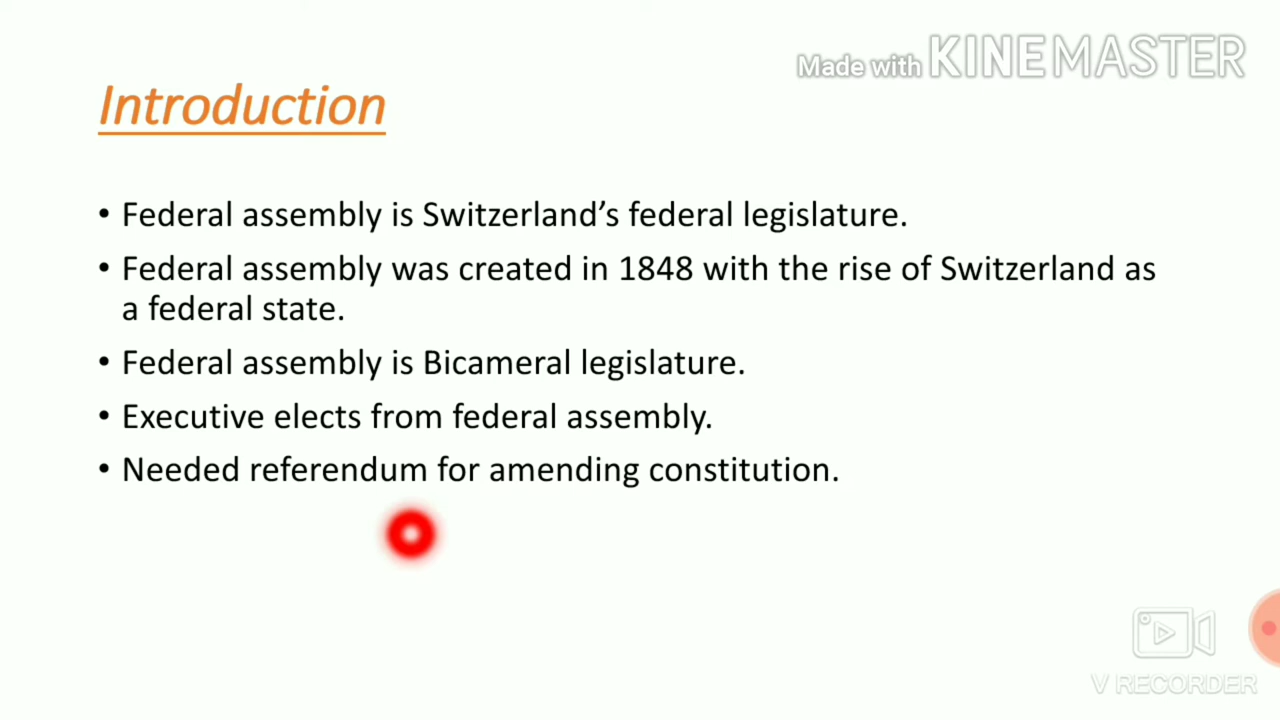 Made with KINEMASTER
Introduction
• Federal assembly is Switzerland’s federal legislature.
• Federal assembly was created in 1848 with the rise of Switzerland as
a federal state.
• Federal assembly is Bicameral legislature.
• Executive elects from federal assembly.
• Needed referendum for amending constitution.
V RECORDER